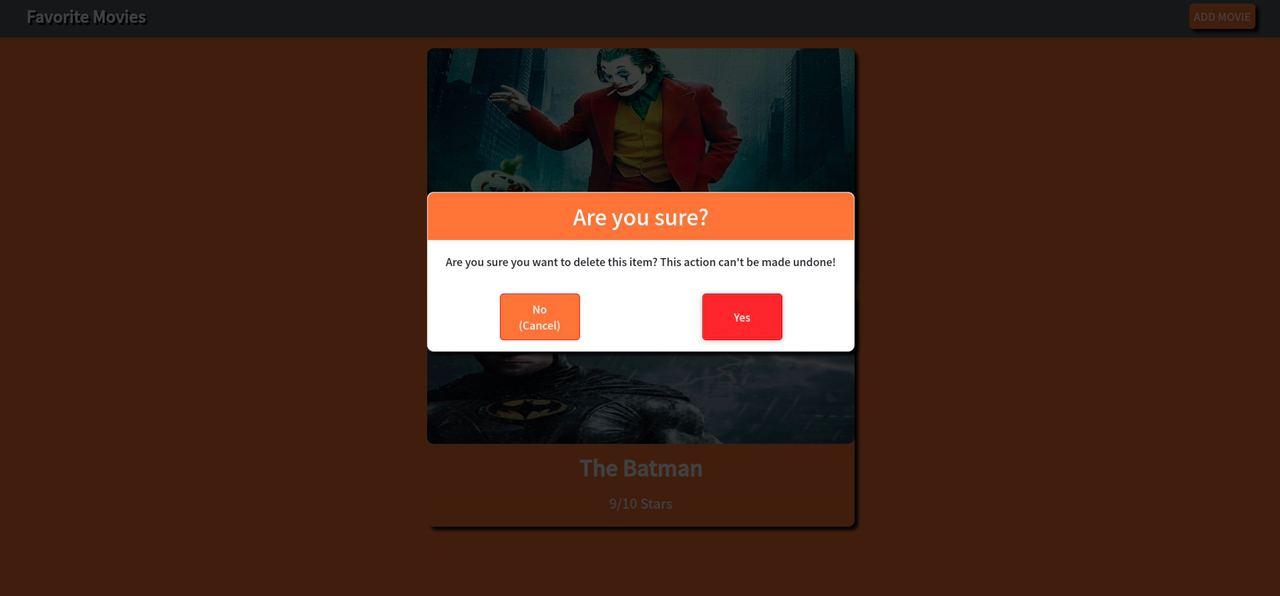 Favorite Movies
ADD MOVIE
Are you sure?
Are you sure you want to delete this item? This action can't be made undone!
No
(Cancel)
Yes
The Batman
9/10 Stars